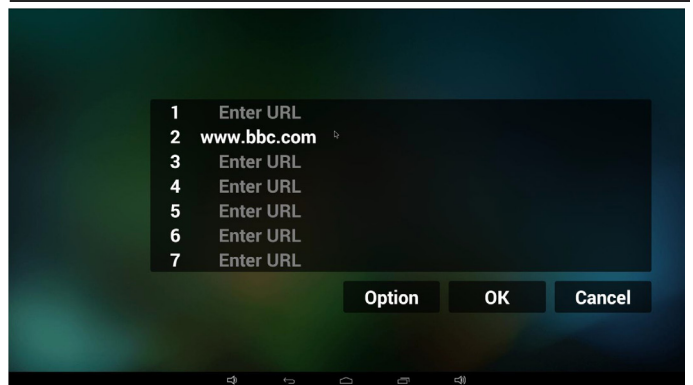 1 Enter URL
2 www.bbc.com
3 Enter URL
4 Enter URL
5 Enter URL
6 Enter URL
7 Enter URL
Option OK Cancel